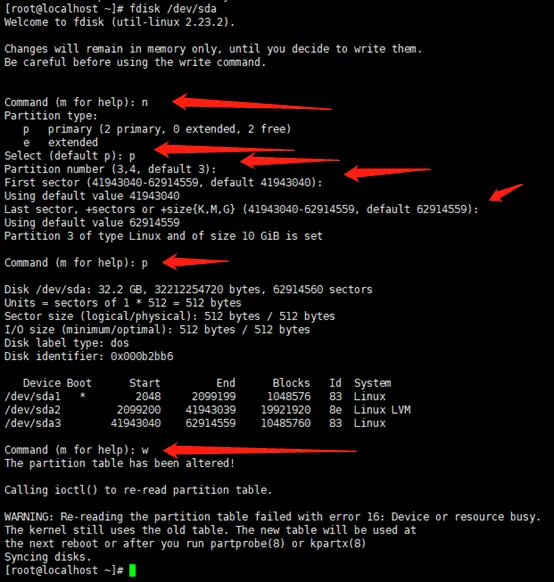 [root@localhost ~]# fdisk /dev/sda
Welcome to fdisk (util-linux 2.23.2).
Changes will remain in memory only, until you decide to write them.
Be careful before using the write command.
Command (m for help): n
Partition type:
   p   primary (2 primary, 0 extended, 2 free)
   e   extended
Select (default p): p
Partition number (3,4, default 3):
First sector (41943040-62914559, default 41943040):
Using default value 41943040
Last sector, +sectors or +size{K,M,G} (41943040-62914559, default 62914559):
Using default value 62914559
Partition 3 of type Linux and of size 10 GiB is set
Command (m for help): p
Disk /dev/sda: 32.2 GB, 32212254720 bytes, 62914560 sectors
Units = sectors of 1 * 512 = 512 bytes
Sector size (logical/physical): 512 bytes / 512 bytes
I/O size (minimum/optimal): 512 bytes / 512 bytes
Disk label type: dos
Disk identifier: 0x000b2bb6
   Device Boot      Start         End      Blocks   Id  System
/dev/sda1   *        2048     2099199     1048576   83  Linux
/dev/sda2         2099200    41943039    19921920   8e  Linux LVM
/dev/sda3        41943040    62914559    10485760   83  Linux
Command (m for help): w
The partition table has been altered!
Calling ioctl() to re-read partition table.
WARNING: Re-reading the partition table failed with error 16: Device or resource busy.
The kernel still uses the old table. The new table will be used at
the next reboot or after you run partprobe(8) or kpartx(8)
Syncing disks.
[root@localhost ~]#